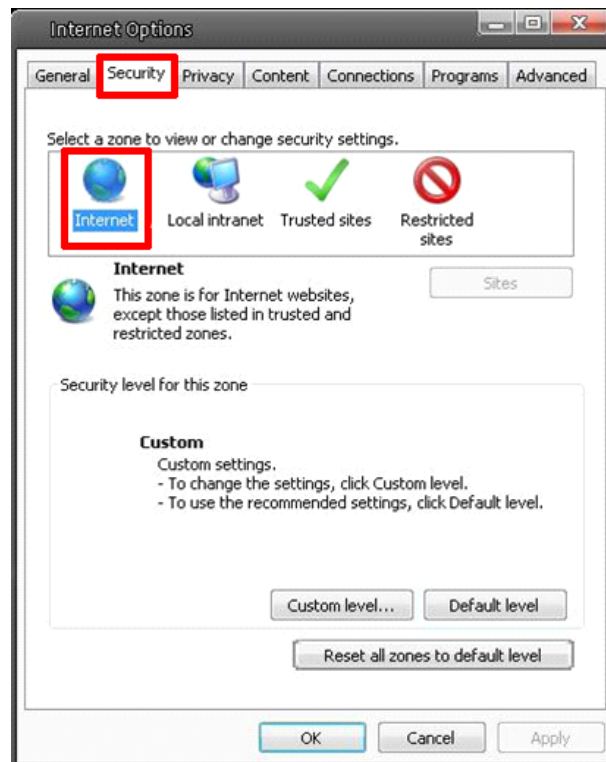 Internet Options
General Security Privacy Content Connections Programs Advanced
Select a zone to view or change security settings.
Internet Local intranet Trusted sites Restricted sites
Internet
Sites
This zone is for Internet websites,
except those listed in trusted and
restricted zones.
Security level for this zone
Custom
Custom settings.
- To change the settings, click Custom level.
- To use the recommended settings, click Default level.
Custom level... Default level
Reset all zones to default level
OK Cancel Apply